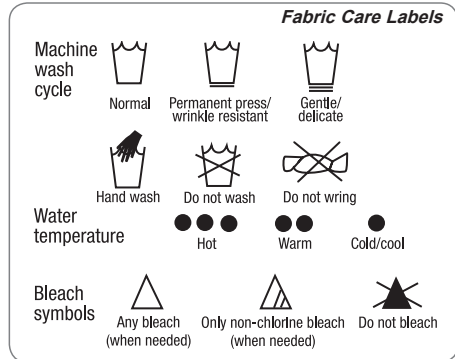 Fabric Care Labels
Machine
wash
cycle
Normal
Permanent press/
wrinkle resistant
Gentle/
delicate
Hand wash
Do not wash
Do not wring
Water
temperature
Hot
Warm
Cold/cool
Bleach
symbols
Any bleach
(when needed)
Only non-chlorine bleach
(when needed)
Do not bleach